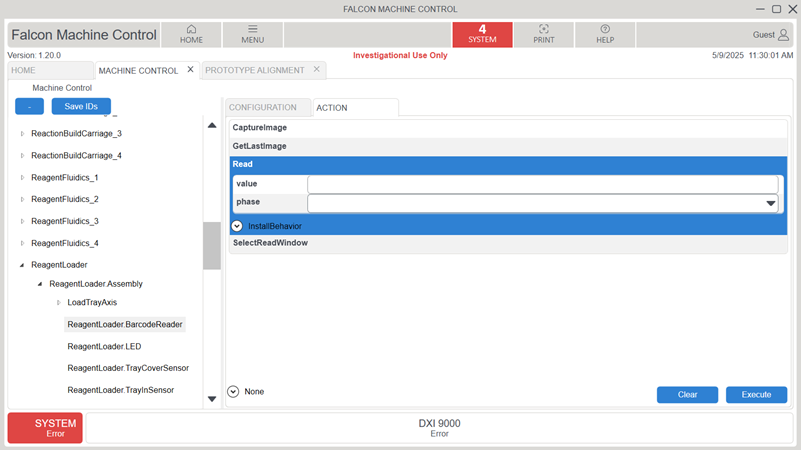 FALCON MACHINE CONTROL
Falcon Machine Control
HOME
MENU
4
SYSTEM
PRINT
HELP
Guest
Version: 1.20.0
Investigational Use Only
5/9/2025 11:30:01 AM
HOME
MACHINE CONTROL
PROTOTYPE ALIGNMENT
Machine Control
-
Save IDs
CONFIGURATION
ACTION
ReactionBuildCarriage_3
ReactionBuildCarriage_4
ReagentFluidics_1
ReagentFluidics_2
ReagentFluidics_3
ReagentFluidics_4
ReagentLoader
ReagentLoader.Assembly
LoadTrayAxis
ReagentLoader.BarcodeReader
ReagentLoader.LED
ReagentLoader.TrayCoverSensor
ReagentLoader.TrayInSensor
CaptureImage
GetLastImage
Read
value
phase
InstallBehavior
SelectReadWindow
None
Clear
Execute
SYSTEM
Error
DXI 9000
Error